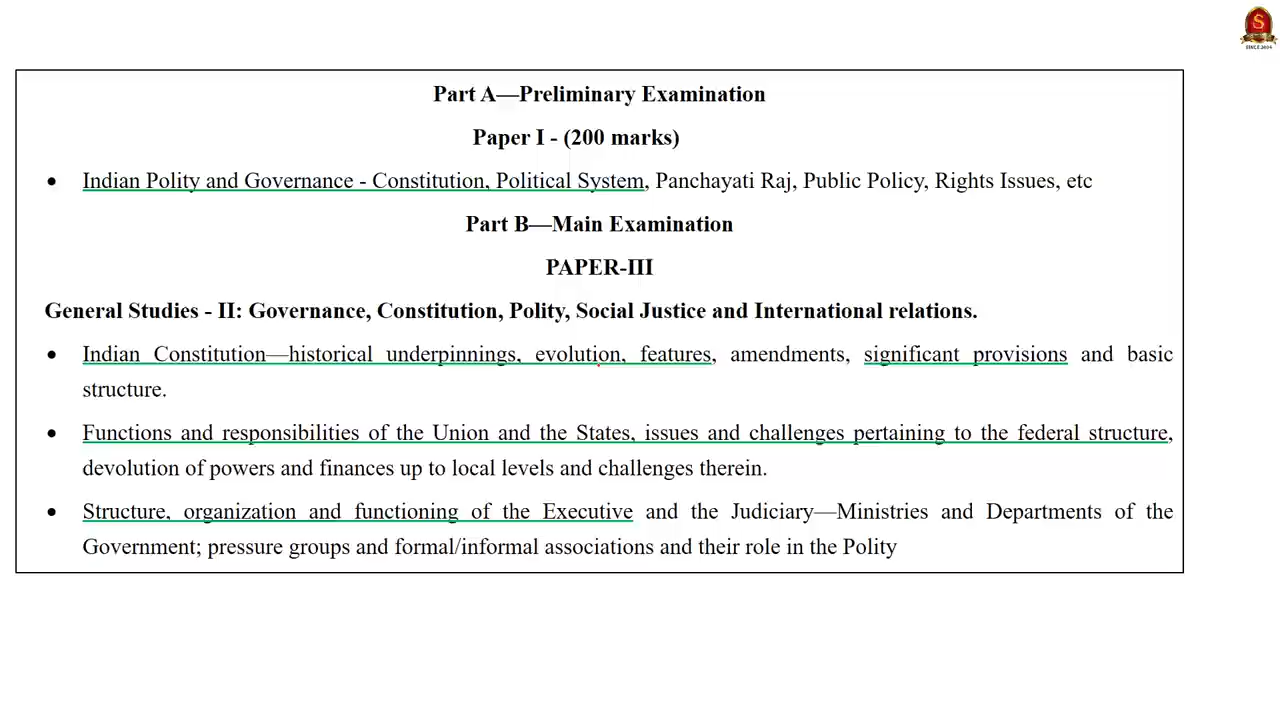 S
SINCE 2004
Part A—Preliminary Examination
Paper I - (200 marks)
• Indian Polity and Governance - Constitution, Political System, Panchayati Raj, Public Policy, Rights Issues, etc
Part B—Main Examination
PAPER-III
General Studies - II: Governance, Constitution, Polity, Social Justice and International relations.
• Indian Constitution—historical underpinnings, evolution, features, amendments, significant provisions and basic
structure.
• Functions and responsibilities of the Union and the States, issues and challenges pertaining to the federal structure,
devolution of powers and finances up to local levels and challenges therein.
• Structure, organization and functioning of the Executive and the Judiciary—Ministries and Departments of the
Government; pressure groups and formal/informal associations and their role in the Polity